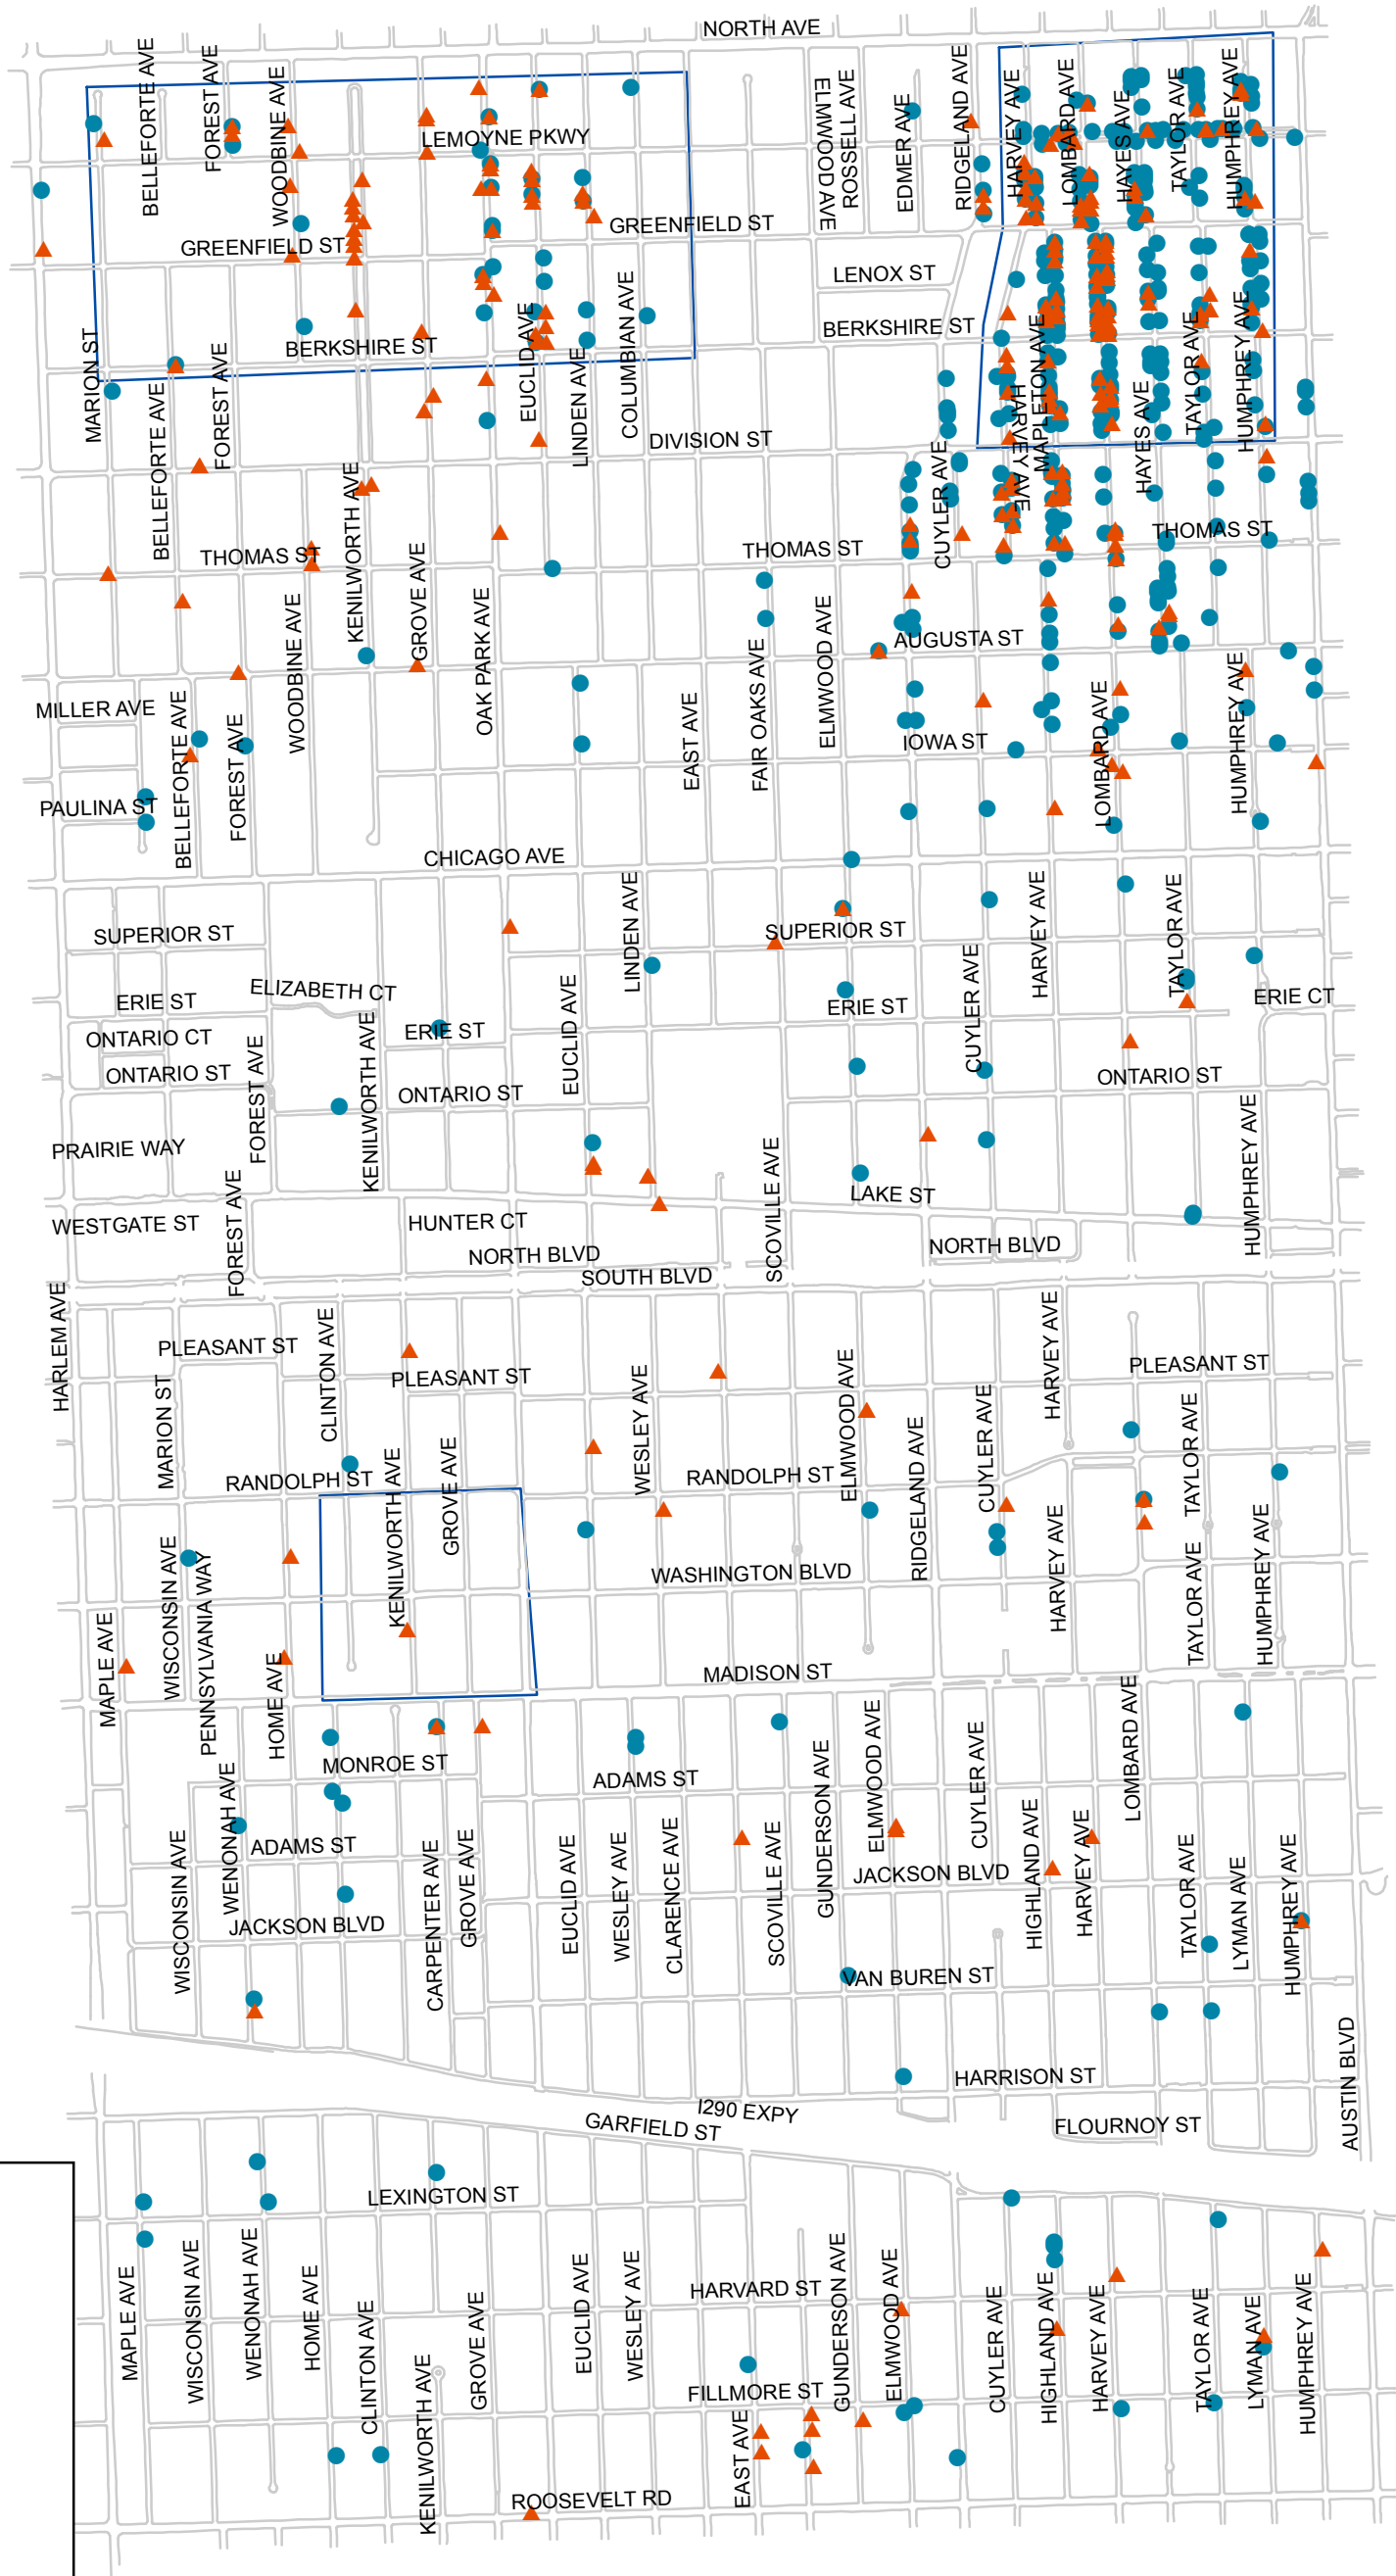 NORTH AVE
BELLEFORTE AVE
FOREST AVE
WOODBINE AVE
LEMOYNE PKWY
ELMWOOD AVE
ROSSELL AVE
EDMER AVE
RIDGELAND AVE
HARVEY AVE
LOMBARD AVE
HAYES AVE
TAYLOR AVE
HUMPHREY AVE
GREENFIELD ST
GREENFIELD ST
LENOX ST
BERKSHIRE ST
BERKSHIRE ST
MARION ST
BELLEFORTE AVE
FOREST AVE
EUCLID AVE
LINDEN AVE
COLUMBIAN AVE
DIVISION ST
HARVEY AVE
MAPLETON AVE
HAYES AVE
TAYLOR AVE
HUMPHREY AVE
CUYLER AVE
KENILWORTH AVE
THOMAS ST
THOMAS ST
THOMAS ST
GROVE AVE
OAK PARK AVE
WOODBINE AVE
AUGUSTA ST
FAIR OAKS AVE
ELMWOOD AVE
EAST AVE
MILLER AVE
BELLEFORTE AVE
FOREST AVE
IOWA ST
LOMBARD AVE
HUMPHREY AVE
PAULINA ST
CHICAGO AVE
SUPERIOR ST
LINDEN AVE
SUPERIOR ST
HARVEY AVE
TAYLOR AVE
CUYLER AVE
ELIZABETH CT
ERIE ST
ERIE ST
ERIE ST
ERIE CT
EUCLID AVE
ONTARIO CT
ONTARIO ST
FOREST AVE
KENILWORTH AVE
ONTARIO ST
ONTARIO ST
PRAIRIE WAY
SCOVILLE AVE
HUMPHREY AVE
LAKE ST
WESTGATE ST
FOREST AVE
HUNTER CT
NORTH BLVD
NORTH BLVD
SOUTH BLVD
HARLEM AVE
PLEASANT ST
CLINTON AVE
PLEASANT ST
HARVEY AVE
PLEASANT ST
MARION ST
WESLEY AVE
ELMWOOD AVE
CUYLER AVE
TAYLOR AVE
RANDOLPH ST
KENILWORTH AVE
GROVE AVE
RANDOLPH ST
RIDGELAND AVE
HARVEY AVE
TAYLOR AVE
HUMPHREY AVE
WISCONSIN AVE
PENNSYLVANIA WAY
WASHINGTON BLVD
MAPLE AVE
HOME AVE
MADISON ST
LOMBARD AVE
MONROE ST
ADAMS ST
WENONAH AVE
ELMWOOD AVE
GUNDERSON AVE
CUYLER AVE
ADAMS ST
WISCONSIN AVE
CARPENTER AVE
GROVE AVE
EUCLID AVE
WESLEY AVE
CLARENCE AVE
SCOVILLE AVE
JACKSON BLVD
HIGHLAND AVE
HARVEY AVE
TAYLOR AVE
LYMAN AVE
HUMPHREY AVE
JACKSON BLVD
VAN BUREN ST
AUSTIN BLVD
HARRISON ST
I290 EXPY
GARFIELD ST
FLOURNOY ST
LEXINGTON ST
MAPLE AVE
WISCONSIN AVE
WENONAH AVE
HOME AVE
CLINTON AVE
KENILWORTH AVE
GROVE AVE
EUCLID AVE
WESLEY AVE
HARVARD ST
GUNDERSON AVE
ELMWOOD AVE
CUYLER AVE
HIGHLAND AVE
HARVEY AVE
TAYLOR AVE
LYMAN AVE
HUMPHREY AVE
FILLMORE ST
EAST AVE
ROOSEVELT RD